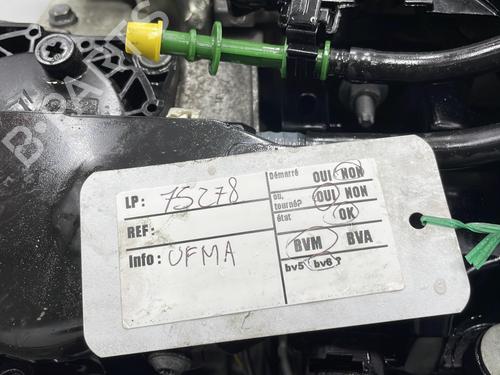 B-PARTS
LP: 75278
REF:
Info: UFMA
Démarré OUI NON
ou, tourné? OUI NON
état OK
BVM BVA
bv5 bv6?